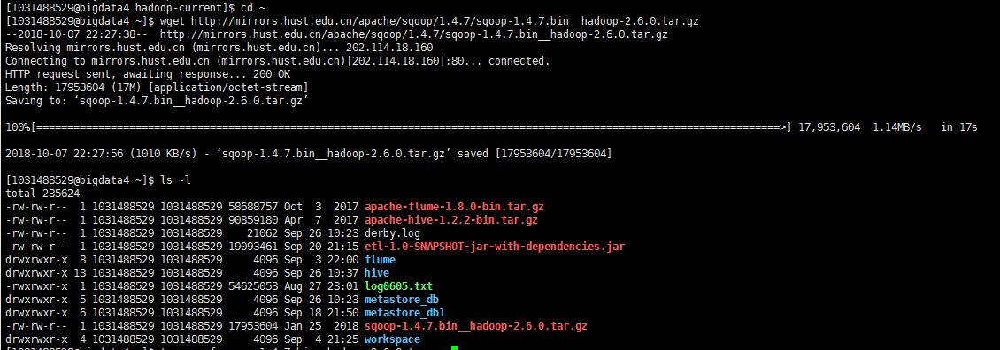 [1031488529@bigdata4 hadoop-current]$ cd ~
[1031488529@bigdata4 ~]$ wget http://mirrors.hust.edu.cn/apache/sqoop/1.4.7/sqoop-1.4.7.bin__hadoop-2.6.0.tar.gz
--2018-10-07 22:27:38--  http://mirrors.hust.edu.cn/apache/sqoop/1.4.7/sqoop-1.4.7.bin__hadoop-2.6.0.tar.gz
Resolving mirrors.hust.edu.cn (mirrors.hust.edu.cn)... 202.114.18.160
Connecting to mirrors.hust.edu.cn (mirrors.hust.edu.cn)|202.114.18.160|:80... connected.
HTTP request sent, awaiting response... 200 OK
Length: 17953604 (17M) [application/octet-stream]
Saving to: ‘sqoop-1.4.7.bin__hadoop-2.6.0.tar.gz’
100%[=====================================================================================================================>] 17,953,604  1.14MB/s   in 17s
2018-10-07 22:27:56 (1010 KB/s) - ‘sqoop-1.4.7.bin__hadoop-2.6.0.tar.gz’ saved [17953604/17953604]
[1031488529@bigdata4 ~]$ ls -l
total 235624
-rw-rw-r--  1 1031488529 1031488529 58688757 Oct  3  2017 apache-flume-1.8.0-bin.tar.gz
-rw-rw-r--  1 1031488529 1031488529 90859180 Apr  7  2017 apache-hive-1.2.2-bin.tar.gz
-rw-rw-r--  1 1031488529 1031488529    21062 Sep 26 10:23 derby.log
-rw-rw-r--  1 1031488529 1031488529 19093461 Sep 20 21:15 etl-1.0-SNAPSHOT-jar-with-dependencies.jar
drwxrwxr-x  8 1031488529 1031488529     4096 Sep  3 22:00 flume
drwxrwxr-x 13 1031488529 1031488529     4096 Sep 26 10:37 hive
-rwxrwxr-x  1 1031488529 1031488529 54625053 Aug 27 23:01 log0605.txt
drwxrwxr-x  5 1031488529 1031488529     4096 Sep 26 10:23 metastore_db
drwxrwxr-x  6 1031488529 1031488529     4096 Sep 18 21:50 metastore_db1
-rw-rw-r--  1 1031488529 1031488529 17953604 Jan 25  2018 sqoop-1.4.7.bin__hadoop-2.6.0.tar.gz
drwxrwxr-x  4 1031488529 1031488529     4096 Sep  4 21:25 workspace